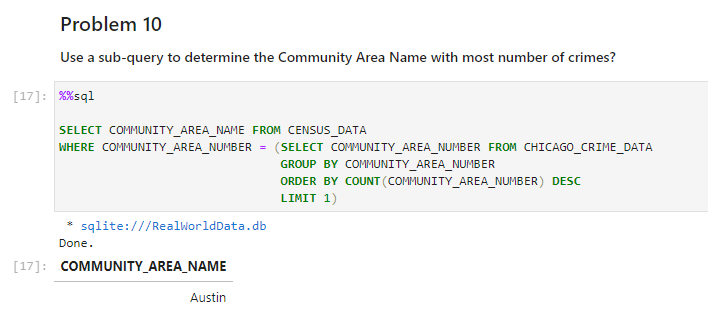 Problem 10
Use a sub-query to determine the Community Area Name with most number of crimes?
[17]: %%sql
SELECT COMMUNITY_AREA_NAME FROM CENSUS_DATA
WHERE COMMUNITY_AREA_NUMBER = (SELECT COMMUNITY_AREA_NUMBER FROM CHICAGO_CRIME_DATA
GROUP BY COMMUNITY_AREA_NUMBER
ORDER BY COUNT(COMMUNITY_AREA_NUMBER) DESC
LIMIT 1)
* sqlite:///RealWorldData.db
Done.
[17]: COMMUNITY_AREA_NAME
Austin